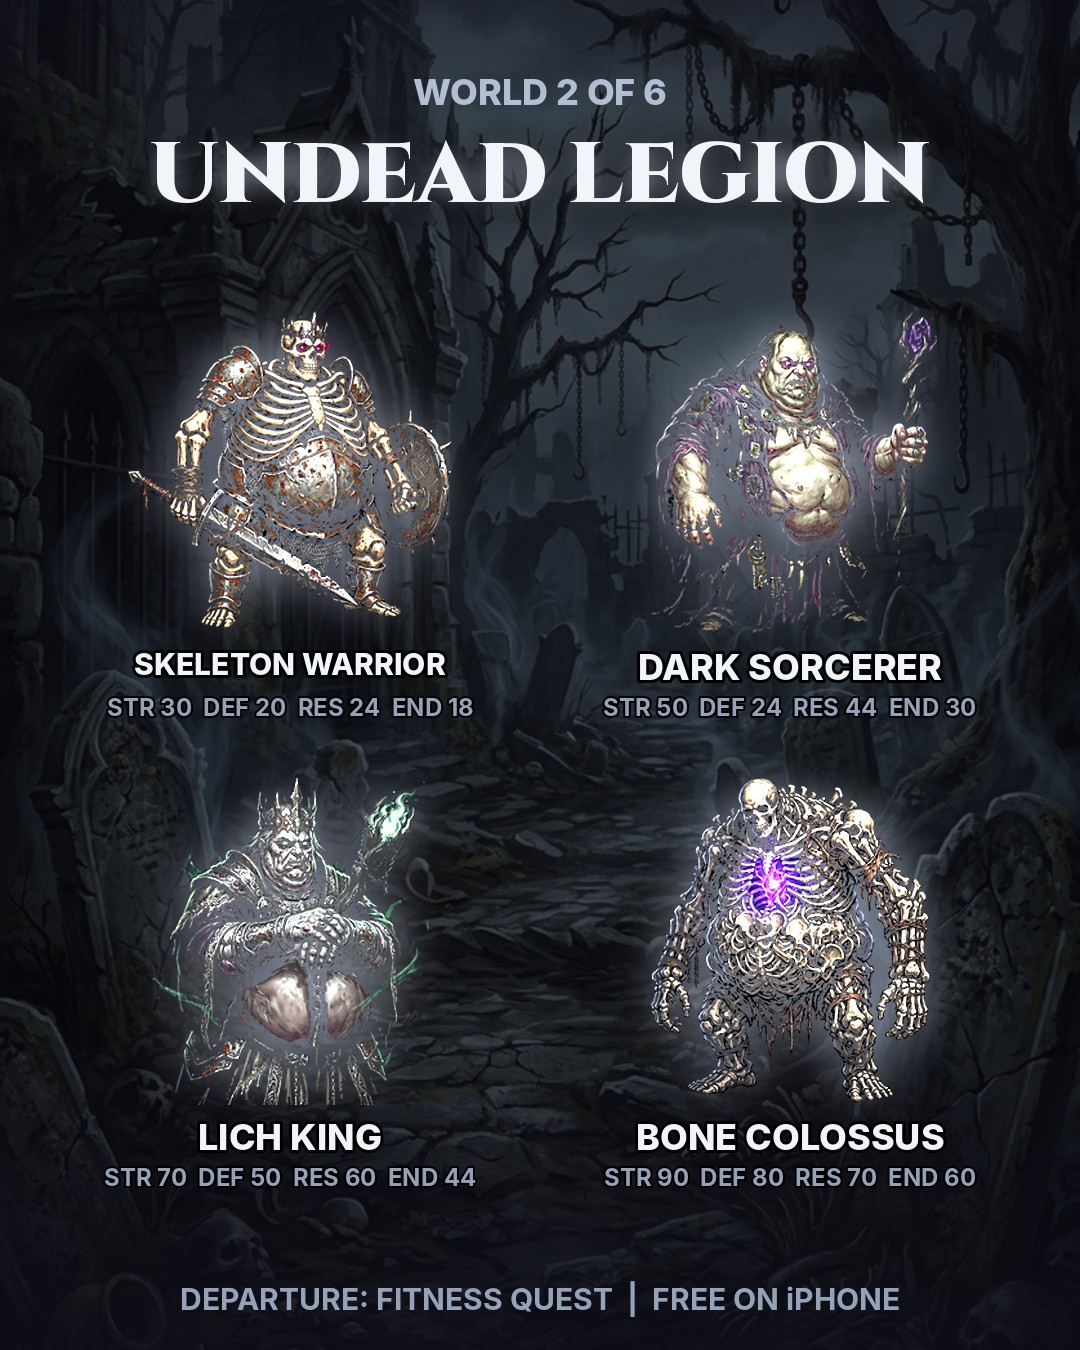 WORLD 2 OF 6
UNDEAD LEGION
SKELETON WARRIOR
STR 30 DEF 20 RES 24 END 18
DARK SORCERER
STR 50 DEF 24 RES 44 END 30
LICH KING
STR 70 DEF 50 RES 60 END 44
BONE COLOSSUS
STR 90 DEF 80 RES 70 END 60
DEPARTURE: FITNESS QUEST | FREE ON iPHONE